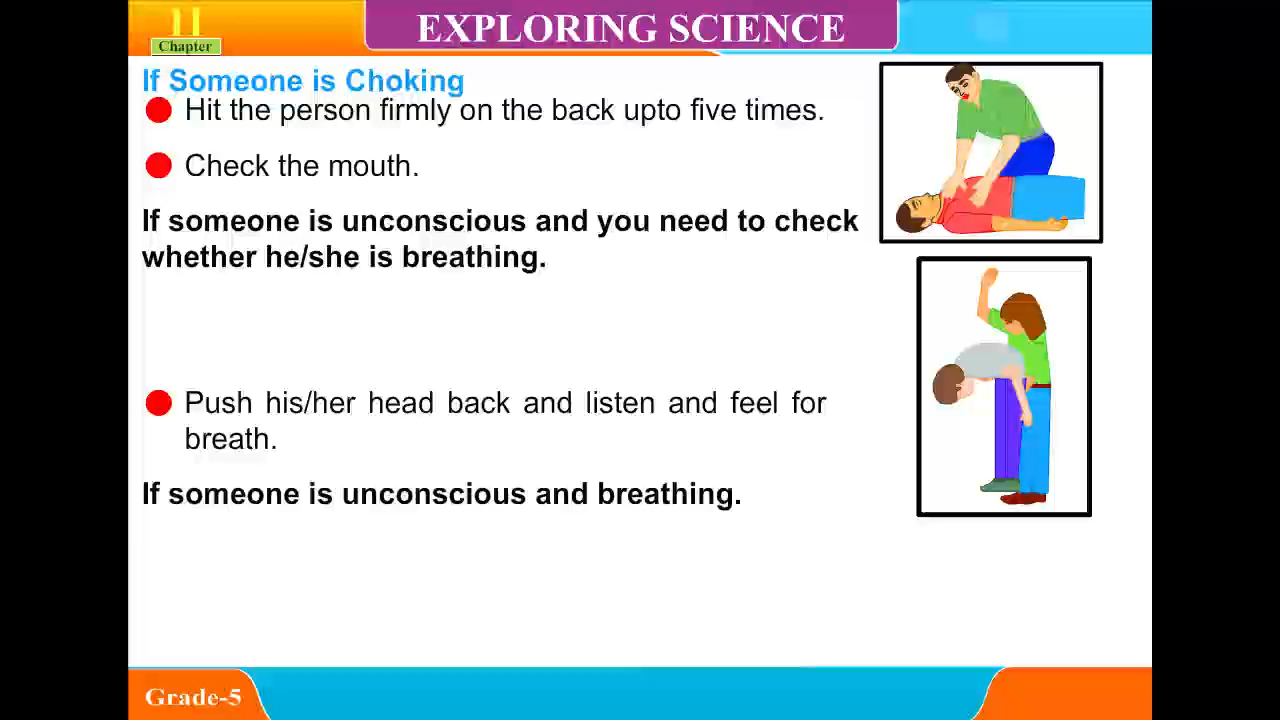 11
Chapter
EXPLORING SCIENCE
If Someone is Choking
Hit the person firmly on the back upto five times.
Check the mouth.
If someone is unconscious and you need to check
whether he/she is breathing.
Push his/her head back and listen and feel for
breath.
If someone is unconscious and breathing.
Grade-5